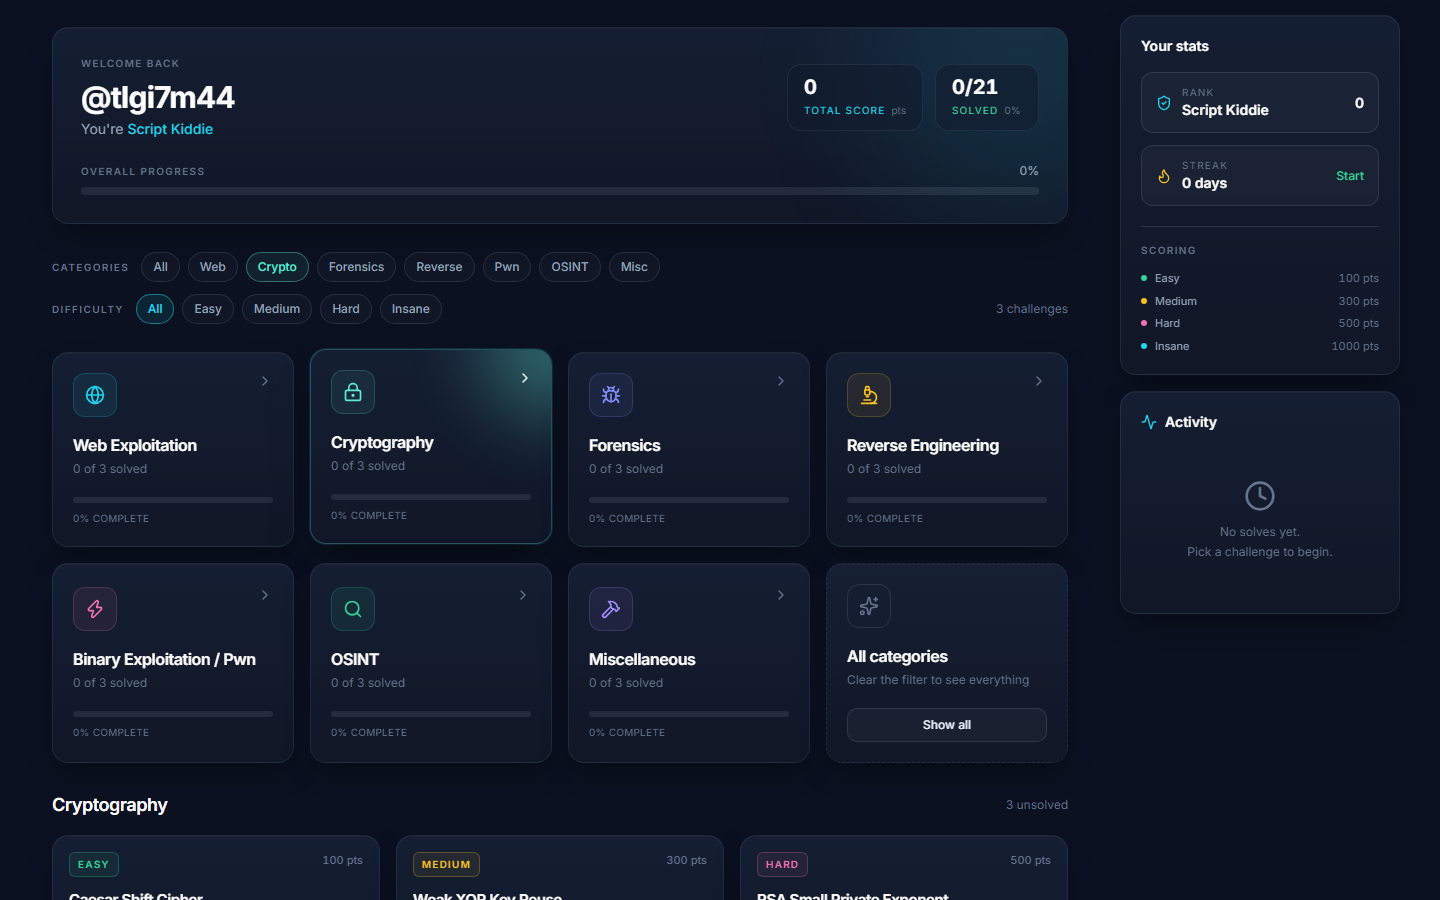 WELCOME BACK
@tlgi7m44
You're Script Kiddie
0
TOTAL SCORE pts
0/21
SOLVED 0%
OVERALL PROGRESS 0%
CATEGORIES All Web Crypto Forensics Reverse Pwn OSINT Misc
DIFFICULTY All Easy Medium Hard Insane 3 challenges
Web Exploitation
0 of 3 solved
0% COMPLETE
Cryptography
0 of 3 solved
0% COMPLETE
Forensics
0 of 3 solved
0% COMPLETE
Reverse Engineering
0 of 3 solved
0% COMPLETE
Binary Exploitation / Pwn
0 of 3 solved
0% COMPLETE
OSINT
0 of 3 solved
0% COMPLETE
Miscellaneous
0 of 3 solved
0% COMPLETE
All categories
Clear the filter to see everything
Show all
Cryptography 3 unsolved
EASY 100 pts
Caesar Shift Cipher
MEDIUM 300 pts
Weak XOR Key Reuse
HARD 500 pts
RSA Small Private Exponent
Your stats
RANK
Script Kiddie 0
STREAK
0 days Start
SCORING
Easy 100 pts
Medium 300 pts
Hard 500 pts
Insane 1000 pts
Activity
No solves yet.
Pick a challenge to begin.